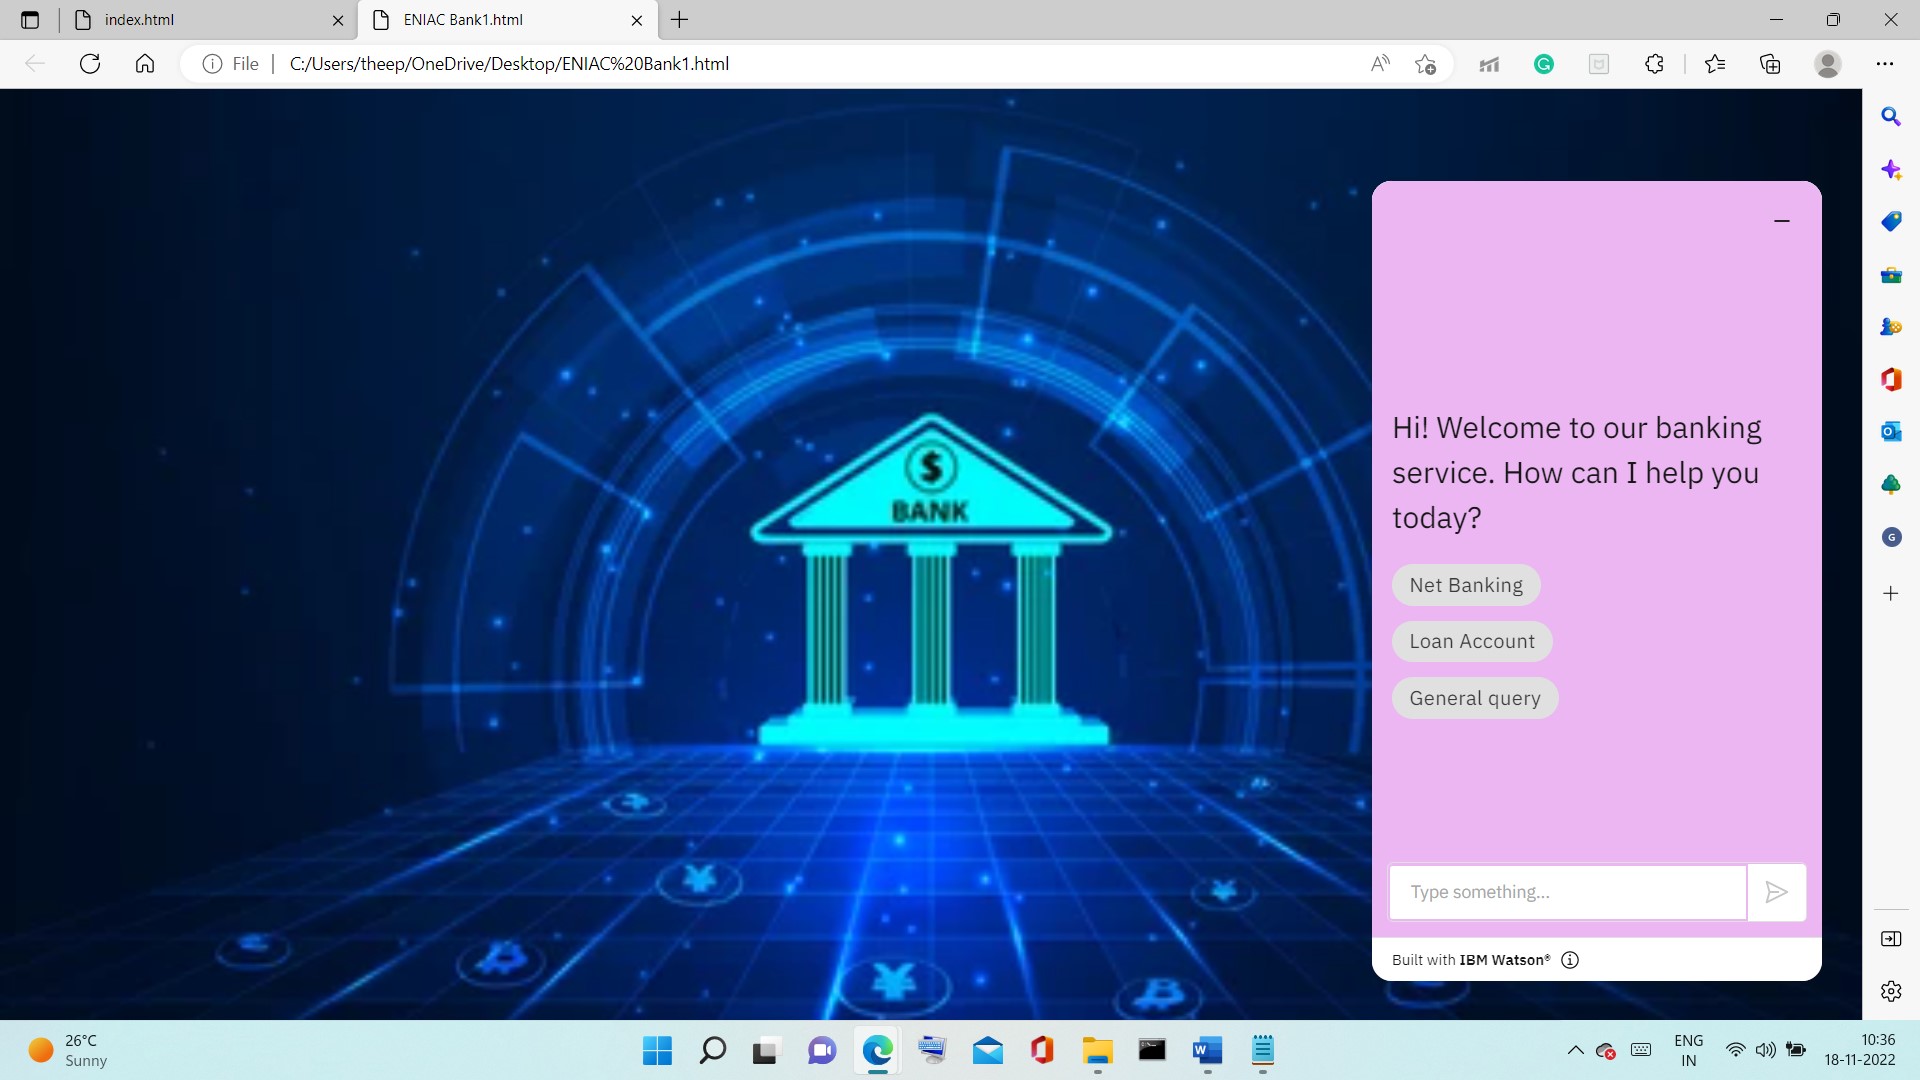 index.html
ENIAC Bank1.html
File
C:/Users/theep/OneDrive/Desktop/ENIAC%20Bank1.html
$
BANK
Hi! Welcome to our banking
service. How can I help you
today?
Net Banking
Loan Account
General query
Type something...
Built with IBM Watson®
26°C
Sunny
ENG
IN
10:36
18-11-2022